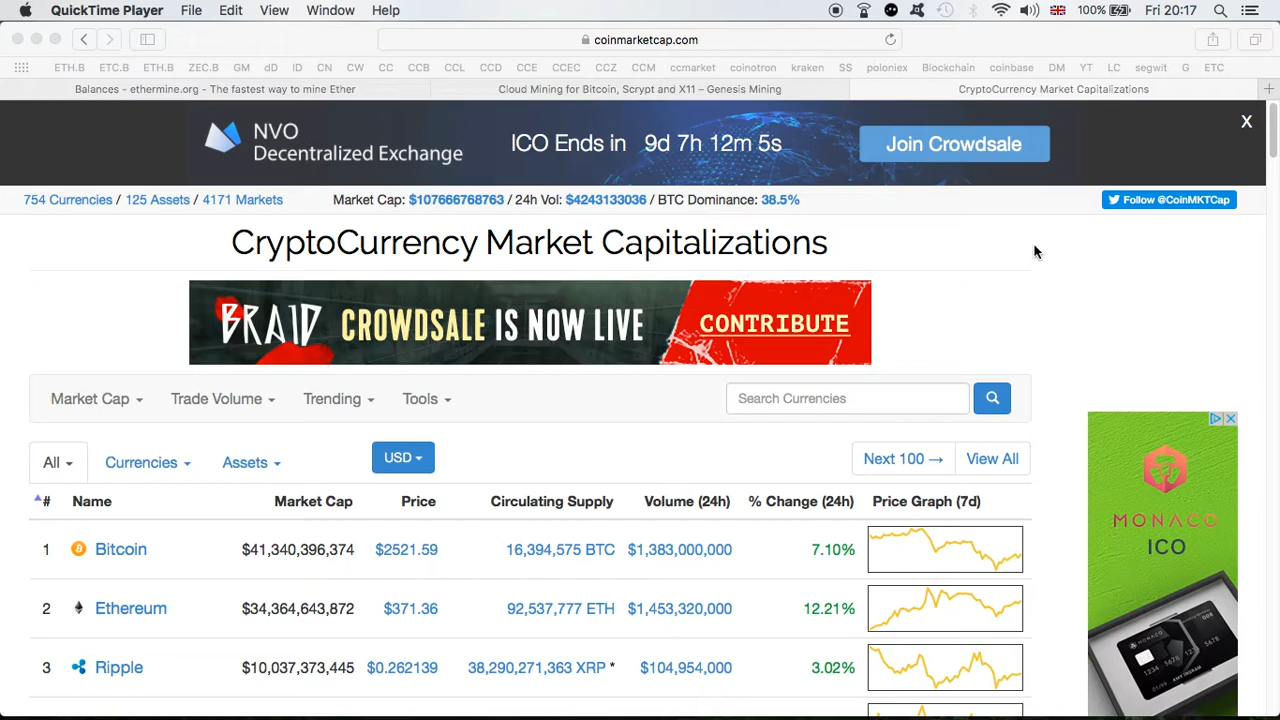 QuickTime Player File Edit View Window Help 100% Fri 20:17
coinmarketcap.com
ETH.B ETC.B ETH.B ZEC.B GM dD ID CN CW CC CCB CCL CCD CCE CCEC CCZ CCM ccmarket coinotron kraken SS poloniex Blockchain coinbase DM YT LC segwit G ETC
Balances - ethermine.org - The fastest way to mine Ether Cloud Mining for Bitcoin, Scrypt and X11 – Genesis Mining CryptoCurrency Market Capitalizations +
NVO
Decentralized Exchange
ICO Ends in 9d 7h 12m 5s Join Crowdsale X
754 Currencies / 125 Assets / 4171 Markets Market Cap: $107666768763 / 24h Vol: $4243133036 / BTC Dominance: 38.5% Follow @CoinMKTCap
CryptoCurrency Market Capitalizations
BRAID CROWDSALE IS NOW LIVE CONTRIBUTE
Market Cap Trade Volume Trending Tools Search Currencies
All Currencies Assets USD Next 100 → View All
# Name Market Cap Price Circulating Supply Volume (24h) % Change (24h) Price Graph (7d)
1 Bitcoin $41,340,396,374 $2521.59 16,394,575 BTC $1,383,000,000 7.10%
2 Ethereum $34,364,643,872 $371.36 92,537,777 ETH $1,453,320,000 12.21%
3 Ripple $10,037,373,445 $0.262139 38,290,271,363 XRP * $104,954,000 3.02%
MONACO
ICO